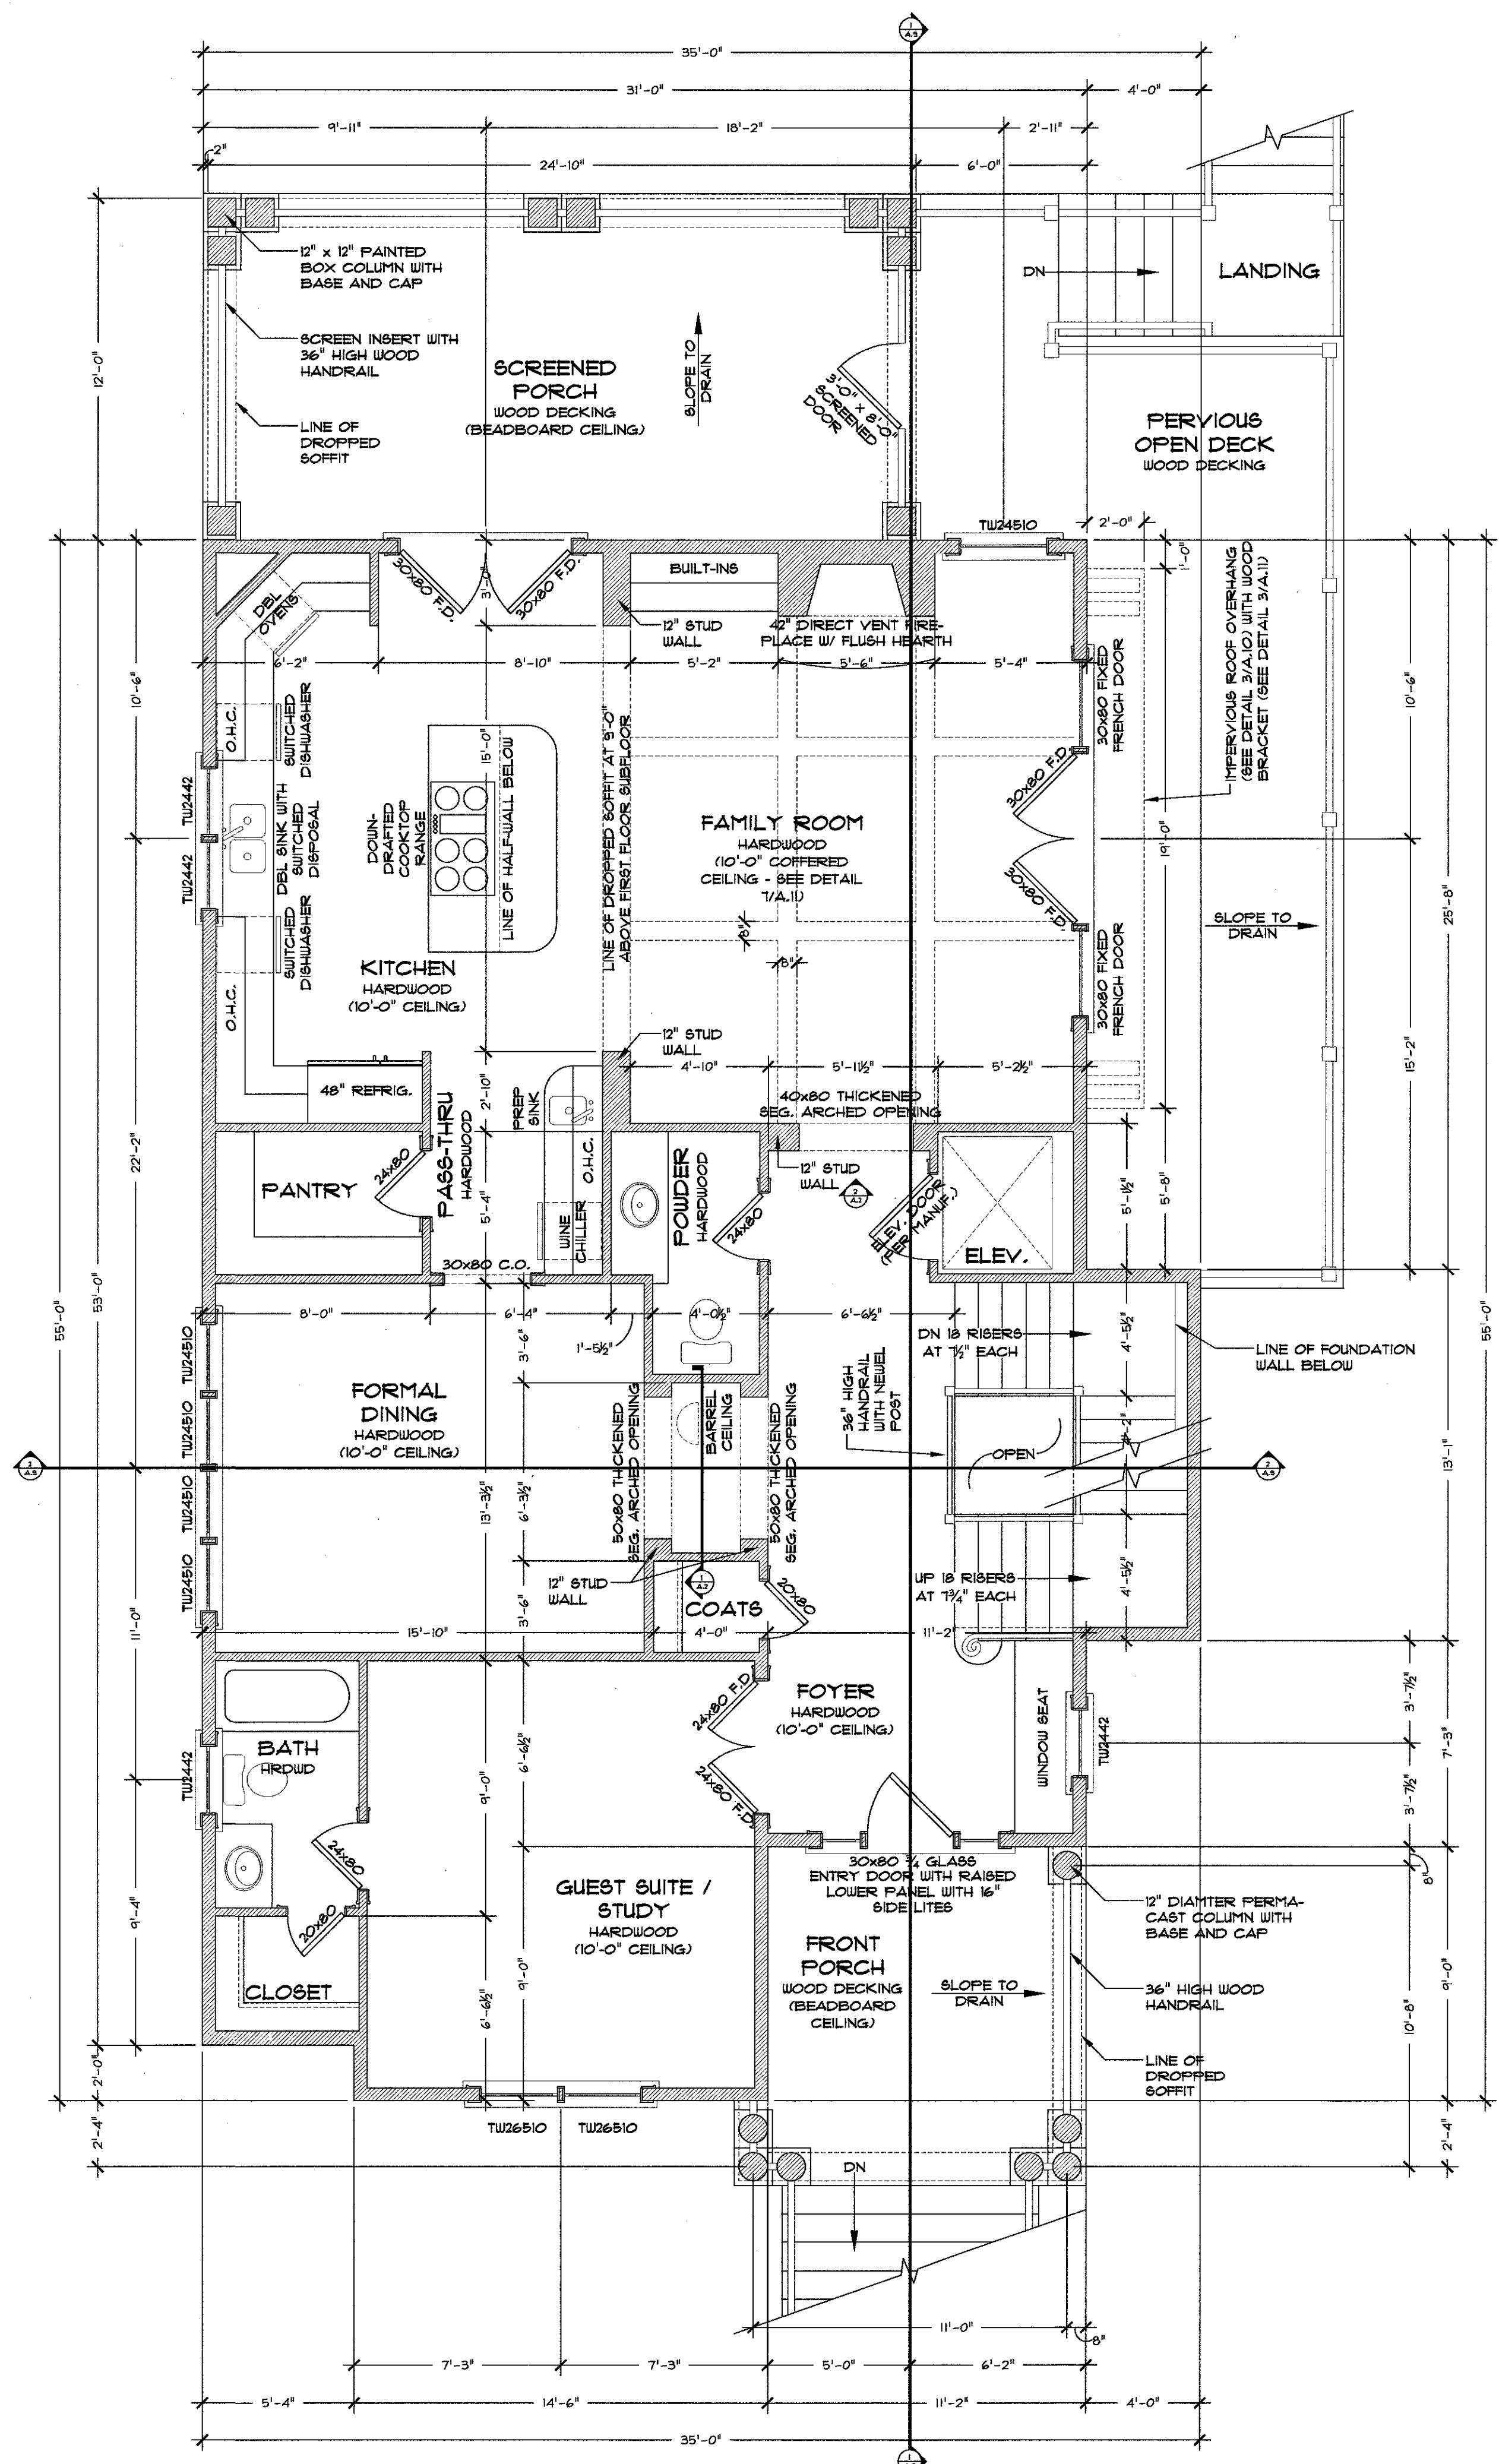 1
A.9
35'-0"
31'-0"
4'-0"
9'-11"
18'-2"
2'-11"
2"
24'-10"
6'-0"
12" x 12" PAINTED
BOX COLUMN WITH
BASE AND CAP
SCREEN INSERT WITH
36" HIGH WOOD
HANDRAIL
LINE OF
DROPPED
SOFFIT
12'-0"
SCREENED
PORCH
WOOD DECKING
(BEADBOARD CEILING)
SLOPE TO
DRAIN
3'-0" x 8'-0"
SCREENED
DOOR
DN
LANDING
PERVIOUS
OPEN DECK
WOOD DECKING
TW24510
2'-0"
1'-0"
DBL
OVENS
30x80 F.D.
30x80 F.D.
3'-0"
BUILT-INS
12" STUD
WALL
42" DIRECT VENT FIRE-
PLACE W/ FLUSH HEARTH
6'-2"
8'-10"
5'-2"
5'-6"
5'-4"
30x80 FIXED
FRENCH DOOR
IMPERVIOUS ROOF OVERHANG
(SEE DETAIL 3/A.10) WITH WOOD
BRACKET (SEE DETAIL 3/A.11)
10'-6"
10'-6"
O.H.C.
SWITCHED
DISHWASHER
TW2442
TW2442
DBL SINK WITH
SWITCHED
DISPOSAL
SWITCHED
DISHWASHER
O.H.C.
DOWN-
DRAFTED
COOKTOP
RANGE
15'-0"
LINE OF HALF-WALL BELOW
LINE OF DROPPED SOFFIT AT 9'-0"
ABOVE FIRST FLOOR SUBFLOOR
30x80 F.D.
FAMILY ROOM
HARDWOOD
(10'-0" COFFERED
CEILING - SEE DETAIL
7/A.11)
30x80 F.D.
19'-0"
8"
8"
30x80 FIXED
FRENCH DOOR
SLOPE TO
DRAIN
25'-8"
KITCHEN
HARDWOOD
(10'-0" CEILING)
12" STUD
WALL
4'-10"
5'-11½"
5'-2½"
15'-2"
48" REFRIG.
2'-10"
PREP
SINK
40x80 THICKENED
SEG. ARCHED OPENING
22'-2"
PANTRY
24x80
PASS-THRU
HARDWOOD
5'-4"
O.H.C.
WINE
CHILLER
30x80 C.O.
POWDER
HARDWOOD
24x80
12" STUD
WALL
2
A.2
ELEV. DOOR
(PER MANUF.)
ELEV.
5'-1½"
5'-8"
53'-0"
55'-0"
55'-0"
8'-0"
6'-4"
4'-0½"
6'-6½"
1'-5½"
3'-6"
DN 18 RISERS
AT 7½" EACH
4'-5½"
LINE OF FOUNDATION
WALL BELOW
TW24510
TW24510
TW24510
TW24510
FORMAL
DINING
HARDWOOD
(10'-0" CEILING)
50x80 THICKENED
SEG. ARCHED OPENING
BARREL
CEILING
50x80 THICKENED
SEG. ARCHED OPENING
36" HIGH
HANDRAIL
WITH NEWEL
POST
OPEN
4'-2"
2
A.9
2
A.9
13'-3½"
6'-3½"
13'-1"
12" STUD
WALL
1
A.2
COATS
20x80
UP 18 RISERS
AT 7¾" EACH
4'-5½"
3'-6"
11'-0"
15'-10"
4'-0"
11'-2"
24x80 F.D.
24x80 F.D.
FOYER
HARDWOOD
(10'-0" CEILING)
WINDOW SEAT
TW2442
3'-7½"
3'-7½"
7'-3"
BATH
HRDWD
TW2442
24x80
9'-0"
6'-6½"
30x80 ¾ GLASS
ENTRY DOOR WITH RAISED
LOWER PANEL WITH 16"
SIDE LITES
8"
GUEST SUITE /
STUDY
HARDWOOD
(10'-0" CEILING)
12" DIAMTER PERMA-
CAST COLUMN WITH
BASE AND CAP
9'-4"
20x80
CLOSET
6'-6½"
9'-0"
FRONT
PORCH
WOOD DECKING
(BEADBOARD
CEILING)
SLOPE TO
DRAIN
36" HIGH WOOD
HANDRAIL
10'-8"
9'-0"
LINE OF
DROPPED
SOFFIT
2'-0"
2'-4"
TW26510
TW26510
2'-4"
DN
11'-0"
8"
7'-3"
7'-3"
5'-0"
6'-2"
5'-4"
14'-6"
11'-2"
4'-0"
35'-0"
1